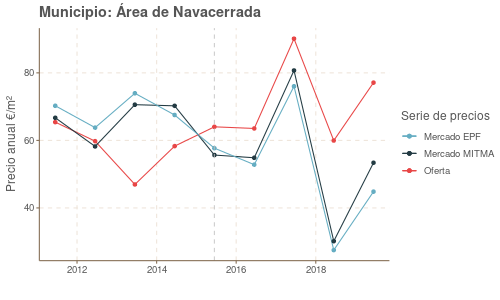 Municipio: Área de Navacerrada
Precio anual €/m²
80
60
40
2012
2014
2016
2018
Serie de precios
Mercado EPF
Mercado MITMA
Oferta